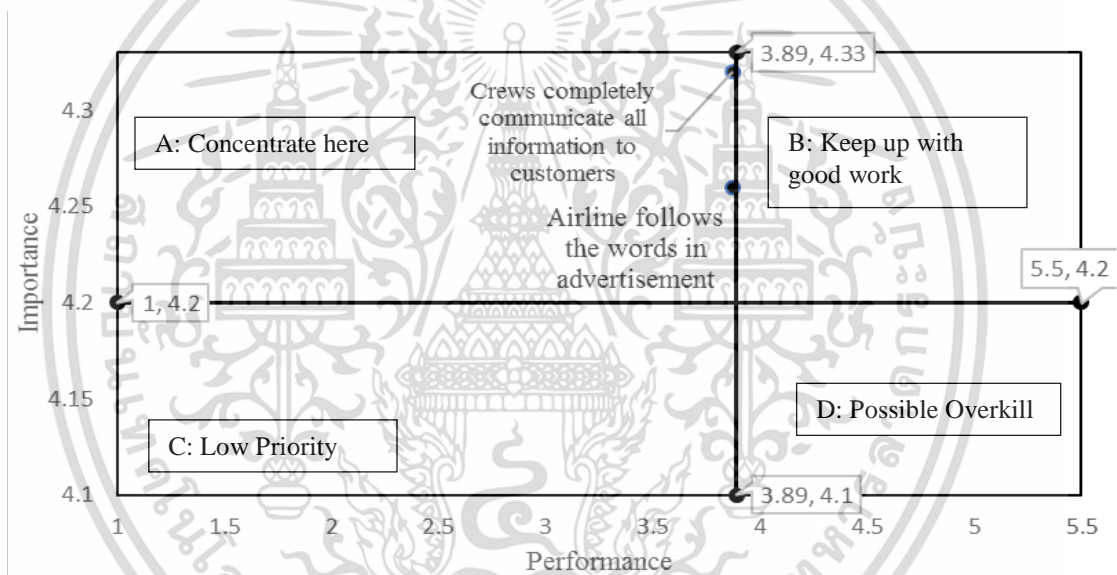 3.89, 4.33
4.3
Crews completely
communicate all
information to
customers
A: Concentrate here
B: Keep up with
good work
4.25
Airline follows
the words in
advertisement
5.5, 4.2
Importance
4.2
1, 4.2
4.15
D: Possible Overkill
C: Low Priority
4.1
3.89, 4.1
1
1.5
2
2.5
3
3.5
4
4.5
5
5.5
Performance